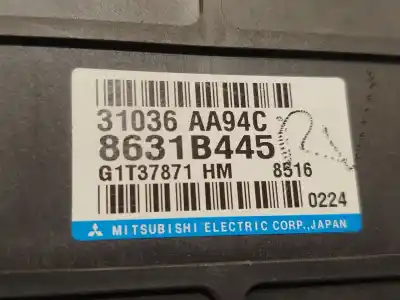 31036 AA94C
8631B445
G1T37871 HM 8516
0224
MITSUBISHI ELECTRIC CORP.,JAPAN